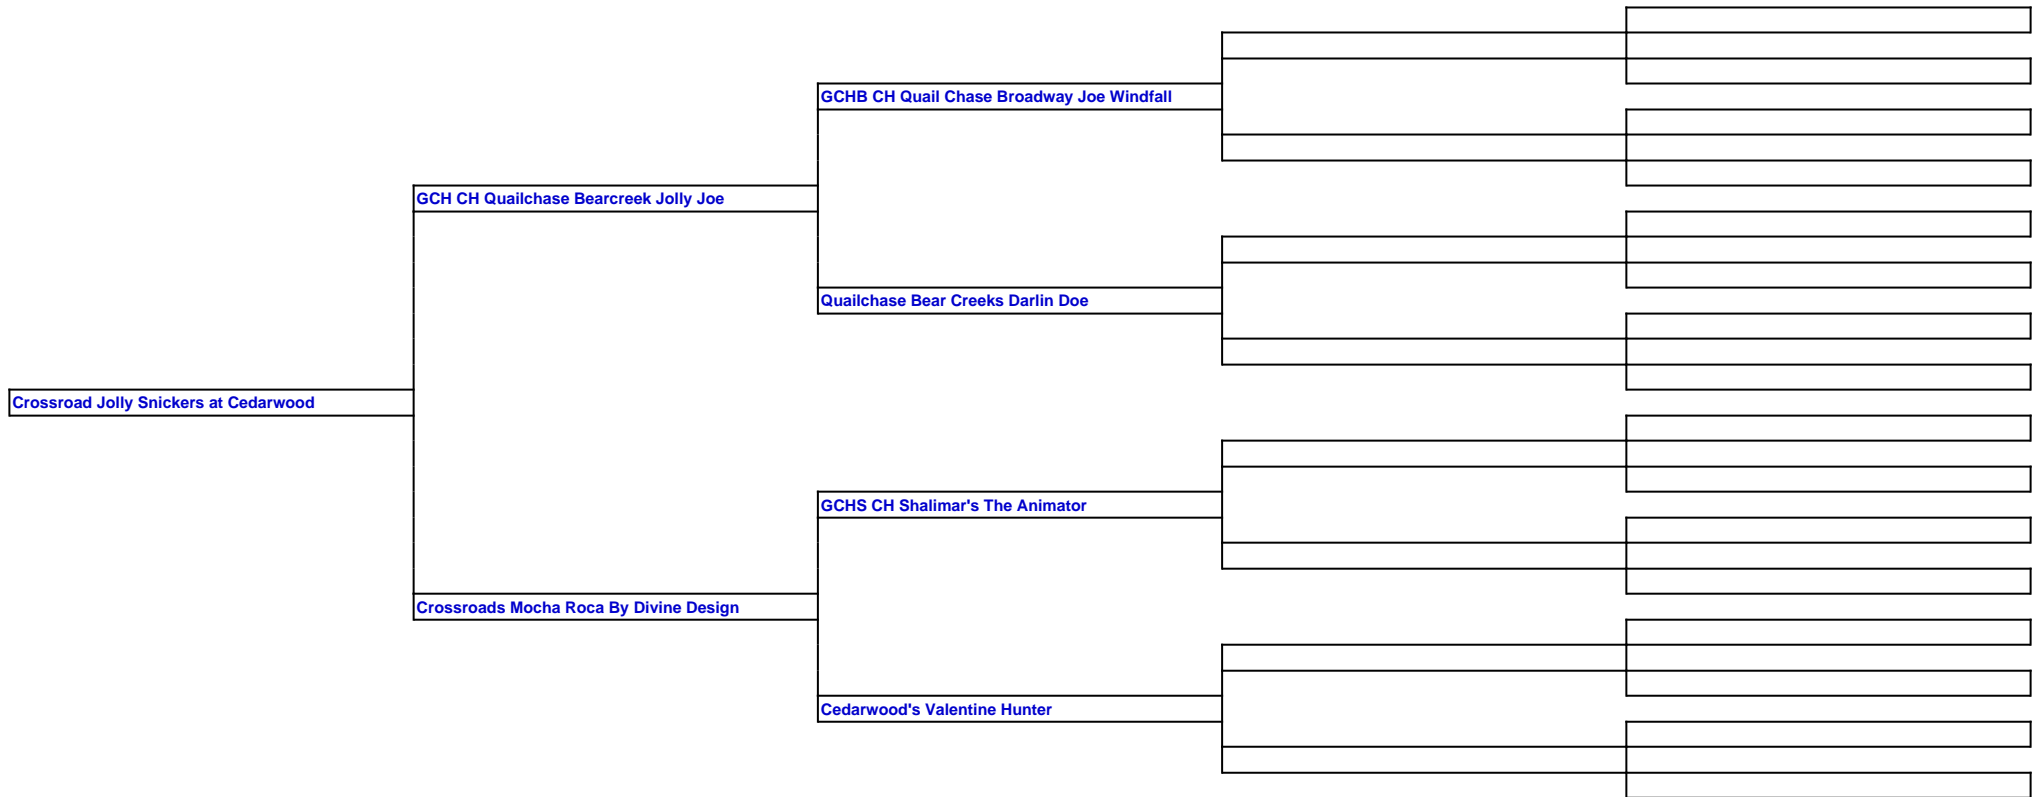 GCHB CH Quail Chase Broadway Joe Windfall
GCH CH Quailchase Bearcreek Jolly Joe
Quailchase Bear Creeks Darlin Doe
Crossroad Jolly Snickers at Cedarwood
GCHS CH Shalimar's The Animator
Crossroads Mocha Roca By Divine Design
Cedarwood's Valentine Hunter